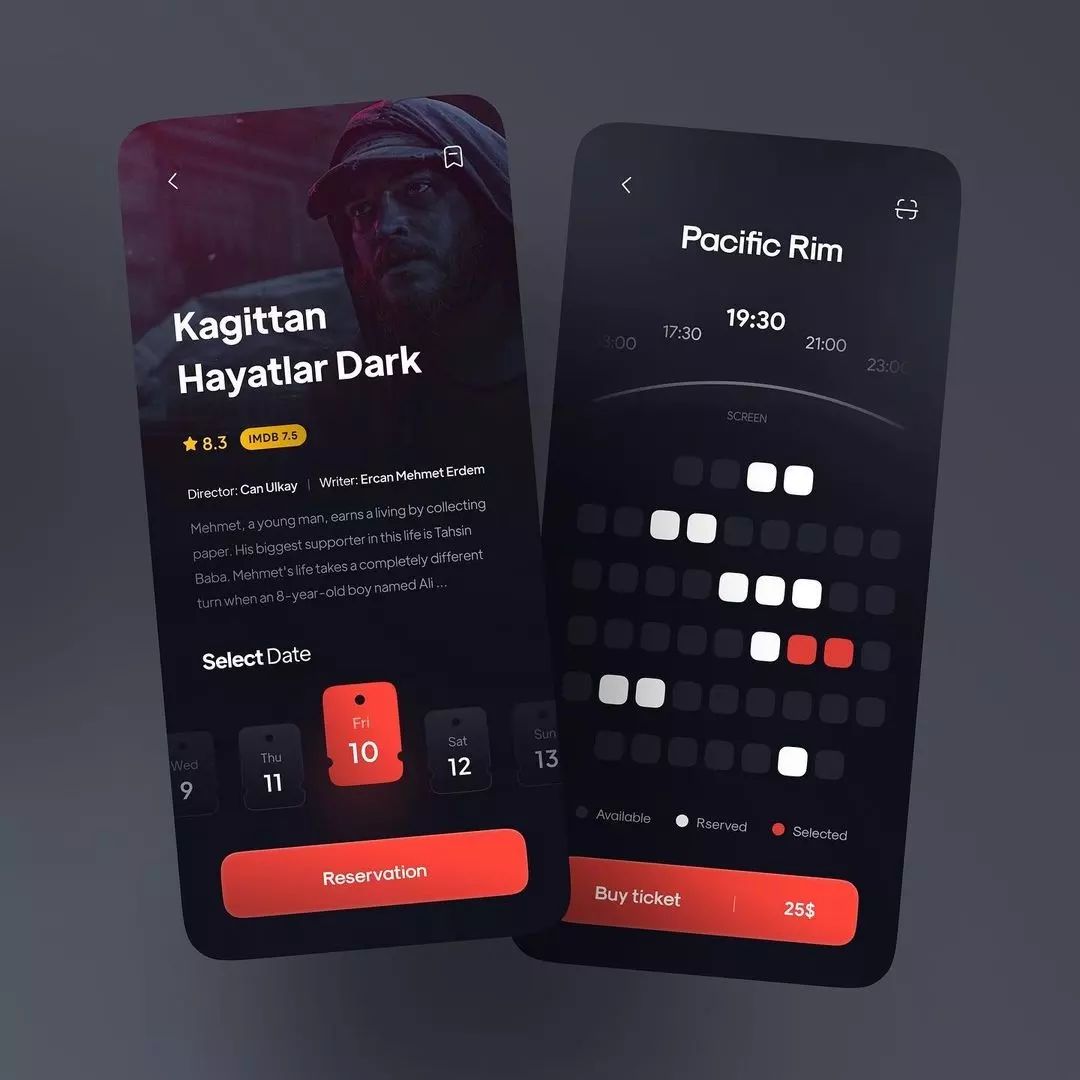 Kagittan
Hayatlar Dark
8.3 IMDB 7.5
Director: Can Ulkay | Writer: Ercan Mehmet Erdem
Mehmet, a young man, earns a living by collecting
paper. His biggest supporter in this life is Tahsin
Baba. Mehmet's life takes a completely different
turn when an 8-year-old boy named Ali ...
Select Date
Wed
9
Thu
11
Fri
10
Sat
12
Sun
13
Reservation
Pacific Rim
3:00 17:30 19:30 21:00 23:00
SCREEN
Available Rserved Selected
Buy ticket | 25$